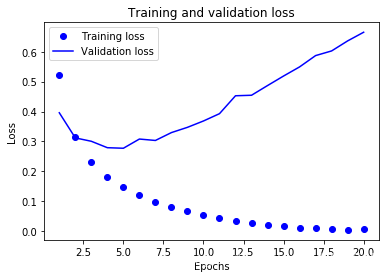 Training and validation loss
Training loss
Validation loss
Loss
0.6
0.5
0.4
0.3
0.2
0.1
0.0
2.5 5.0 7.5 10.0 12.5 15.0 17.5 20.0
Epochs